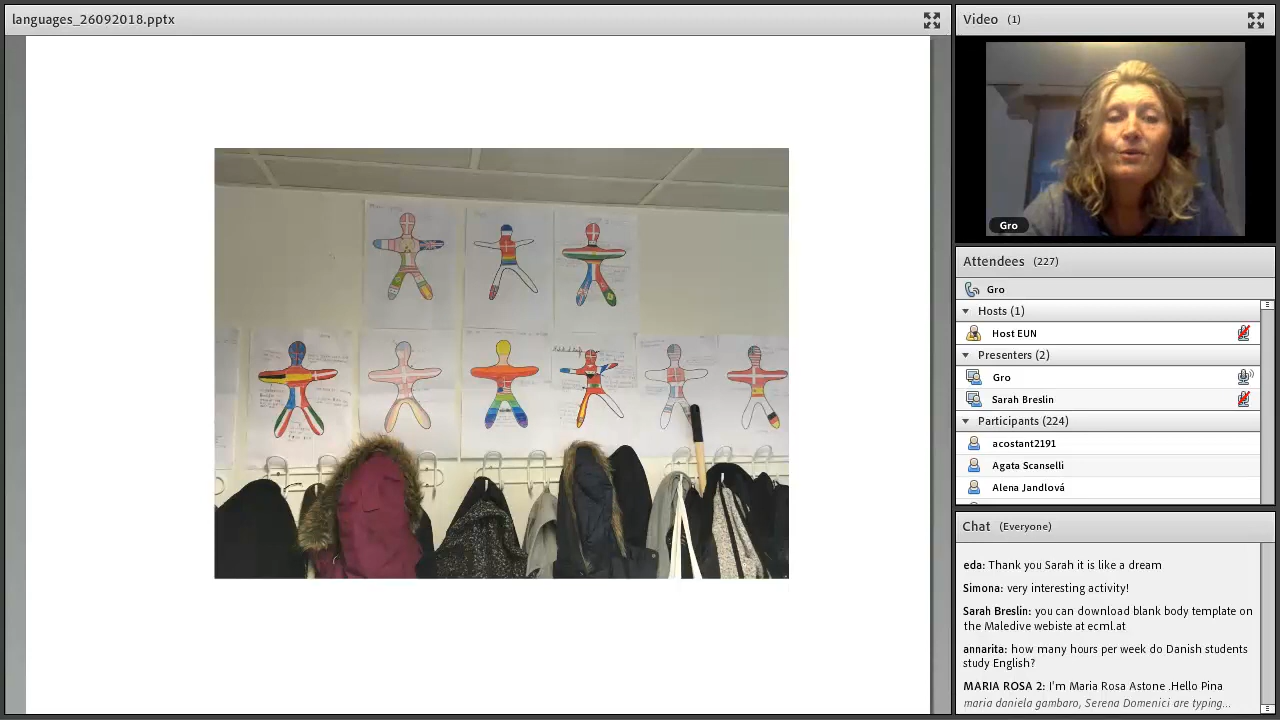 languages_26092018.pptx
Video (1)
Gro
Attendees (227)
Gro
Hosts (1)
Host EUN
Presenters (2)
Gro
Sarah Breslin
Participants (224)
acostant2191
Agata Scanselli
Alena Jandlová
Chat (Everyone)
eda: Thank you Sarah it is like a dream
Simona: very interesting activity!
Sarah Breslin: you can download blank body template on
the Maledive webiste at ecml.at
annarita: how many hours per week do Danish students
study English?
MARIA ROSA 2: I'm Maria Rosa Astone .Hello Pina
maria daniela gambaro, Serena Domenici are typing...